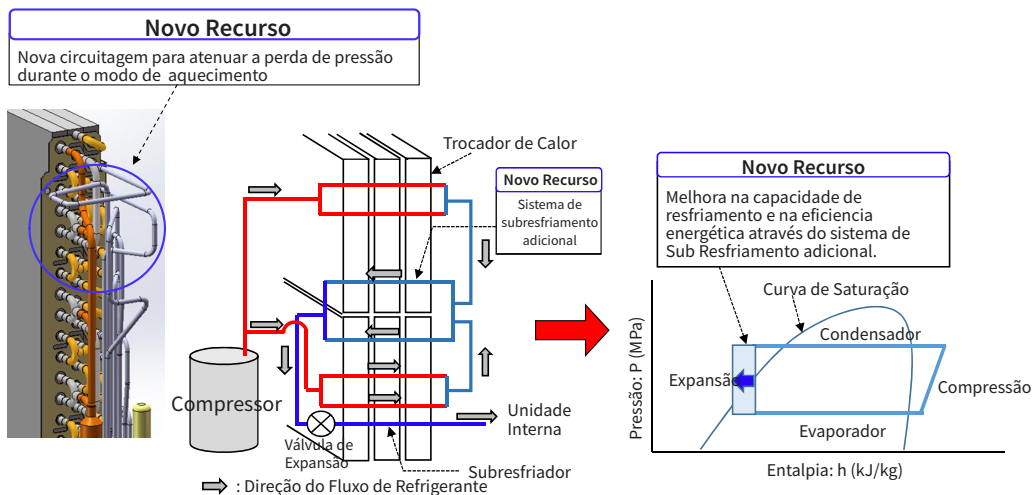 Novo Recurso
Nova circuitagem para atenuar a perda de pressão
durante o modo de aquecimento
Trocador de Calor
Novo Recurso
Sistema de
subresfriamento
adicional
Compressor
Válvula de
Expansão
Unidade
Interna
Subresfriador
: Direção do Fluxo de Refrigerante
Novo Recurso
Melhora na capacidade de
resfriamento e na eficiencia
energética através do sistema de
Sub Resfriamento adicional.
Curva de Saturação
Condensador
Expansão
Compressão
Evaporador
Pressão: P (MPa)
Entalpia: h (kJ/kg)